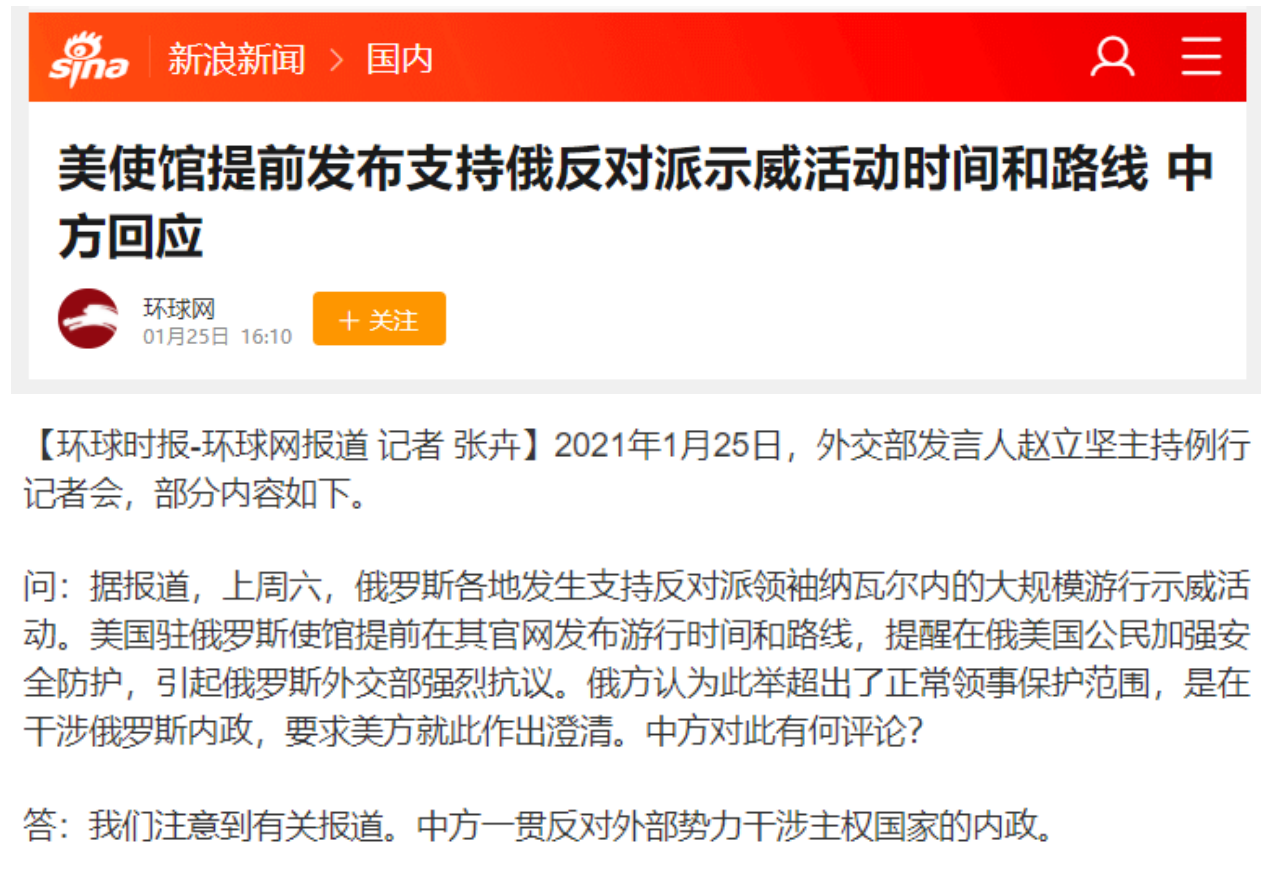 sina 新浪新闻 > 国内
美使馆提前发布支持俄反对派示威活动时间和路线 中
方回应
环球网
01月25日 16:10
＋ 关注
【环球时报-环球网报道 记者 张卉】2021年1月25日，外交部发言人赵立坚主持例行
记者会，部分内容如下。
问：据报道，上周六，俄罗斯各地发生支持反对派领袖纳瓦尔内的大规模游行示威活
动。美国驻俄罗斯使馆提前在其官网发布游行时间和路线，提醒在俄美国公民加强安
全防护，引起俄罗斯外交部强烈抗议。俄方认为此举超出了正常领事保护范围，是在
干涉俄罗斯内政，要求美方就此作出澄清。中方对此有何评论？
答：我们注意到有关报道。中方一贯反对外部势力干涉主权国家的内政。